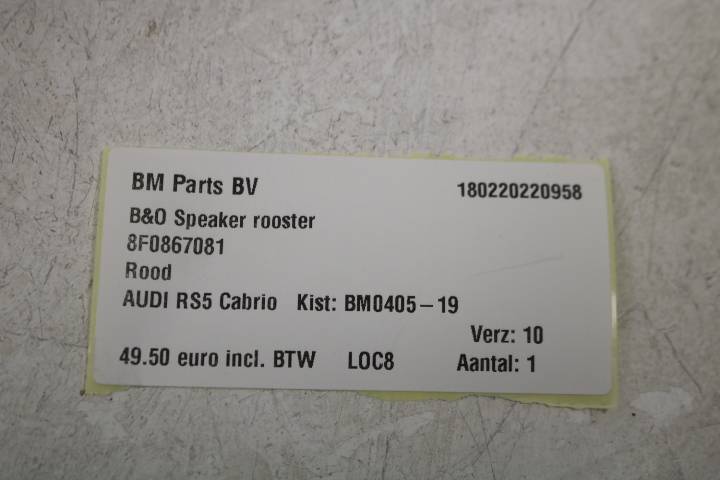 BM Parts BV 180220220958
B&O Speaker rooster
8F0867081
Rood
AUDI RS5 Cabrio Kist: BM0405-19
Verz: 10
49.50 euro incl. BTW LOC8 Aantal: 1